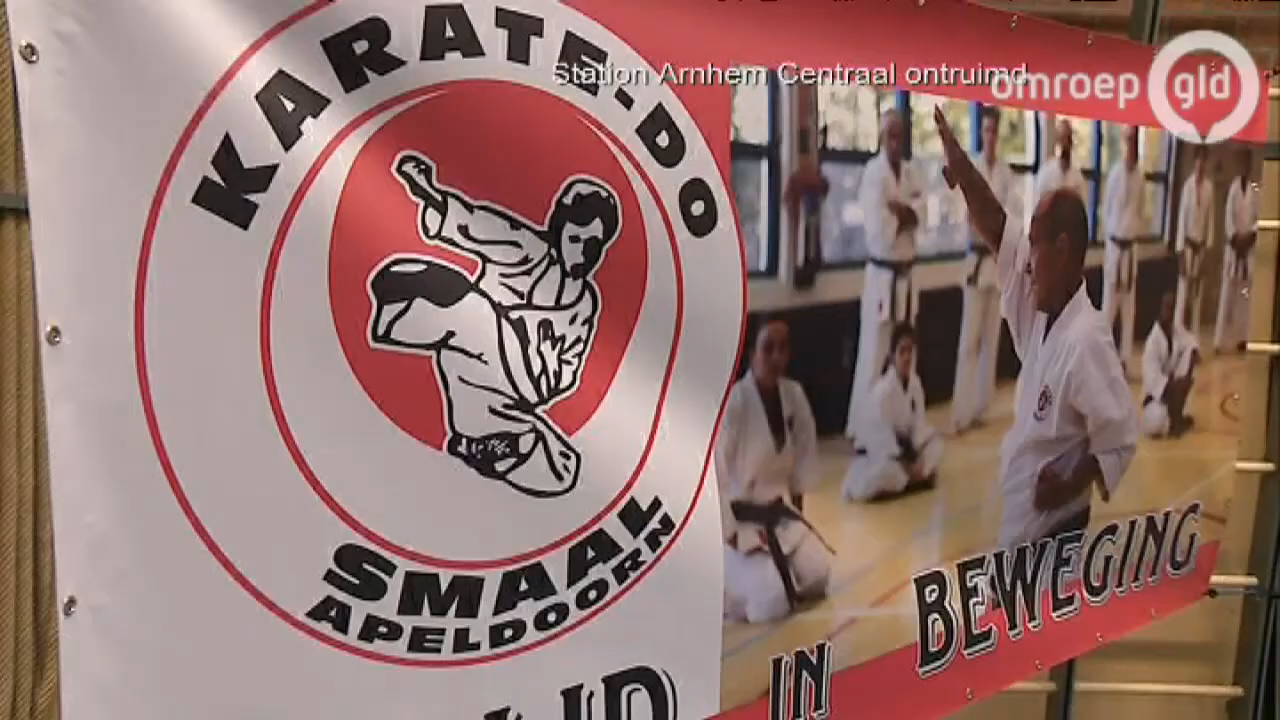 KARATE-DO
SMAAL
APELDOORN
Station Arnhem Centraal ontruimd
omroep gld
IN BEWEGING